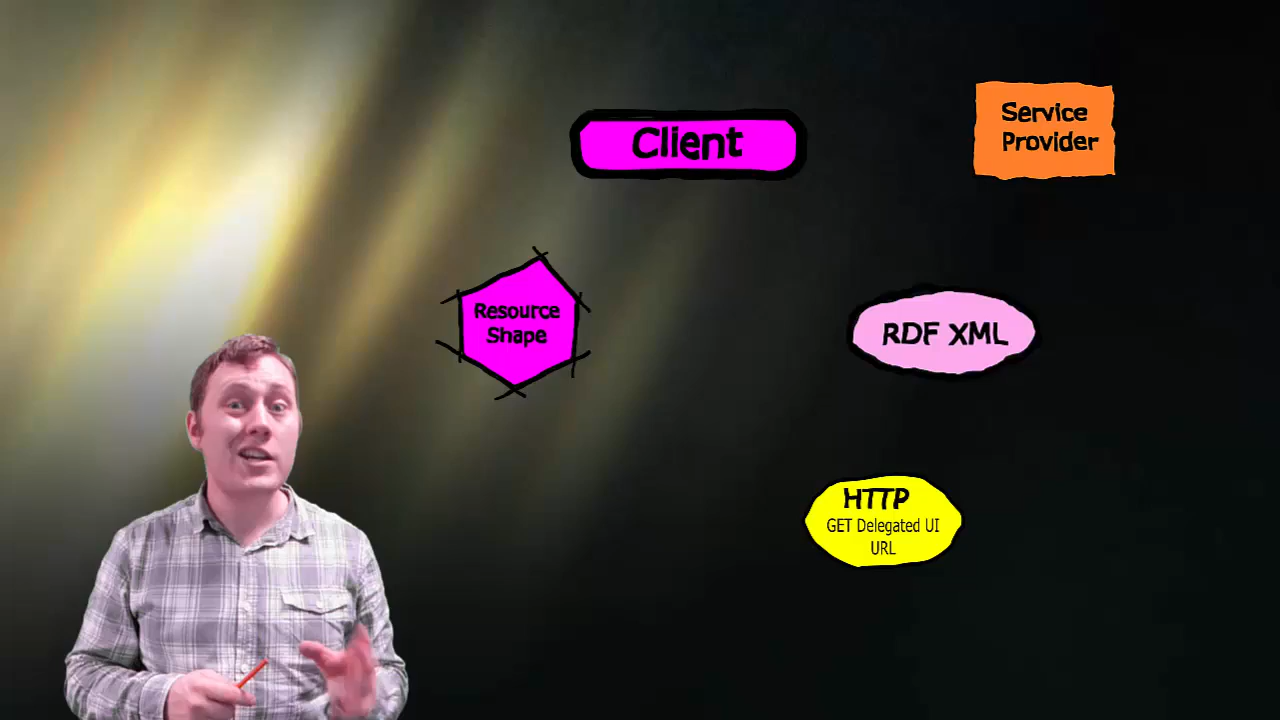 Client
Service
Provider
Resource
Shape
RDF XML
HTTP
GET Delegated UI
URL